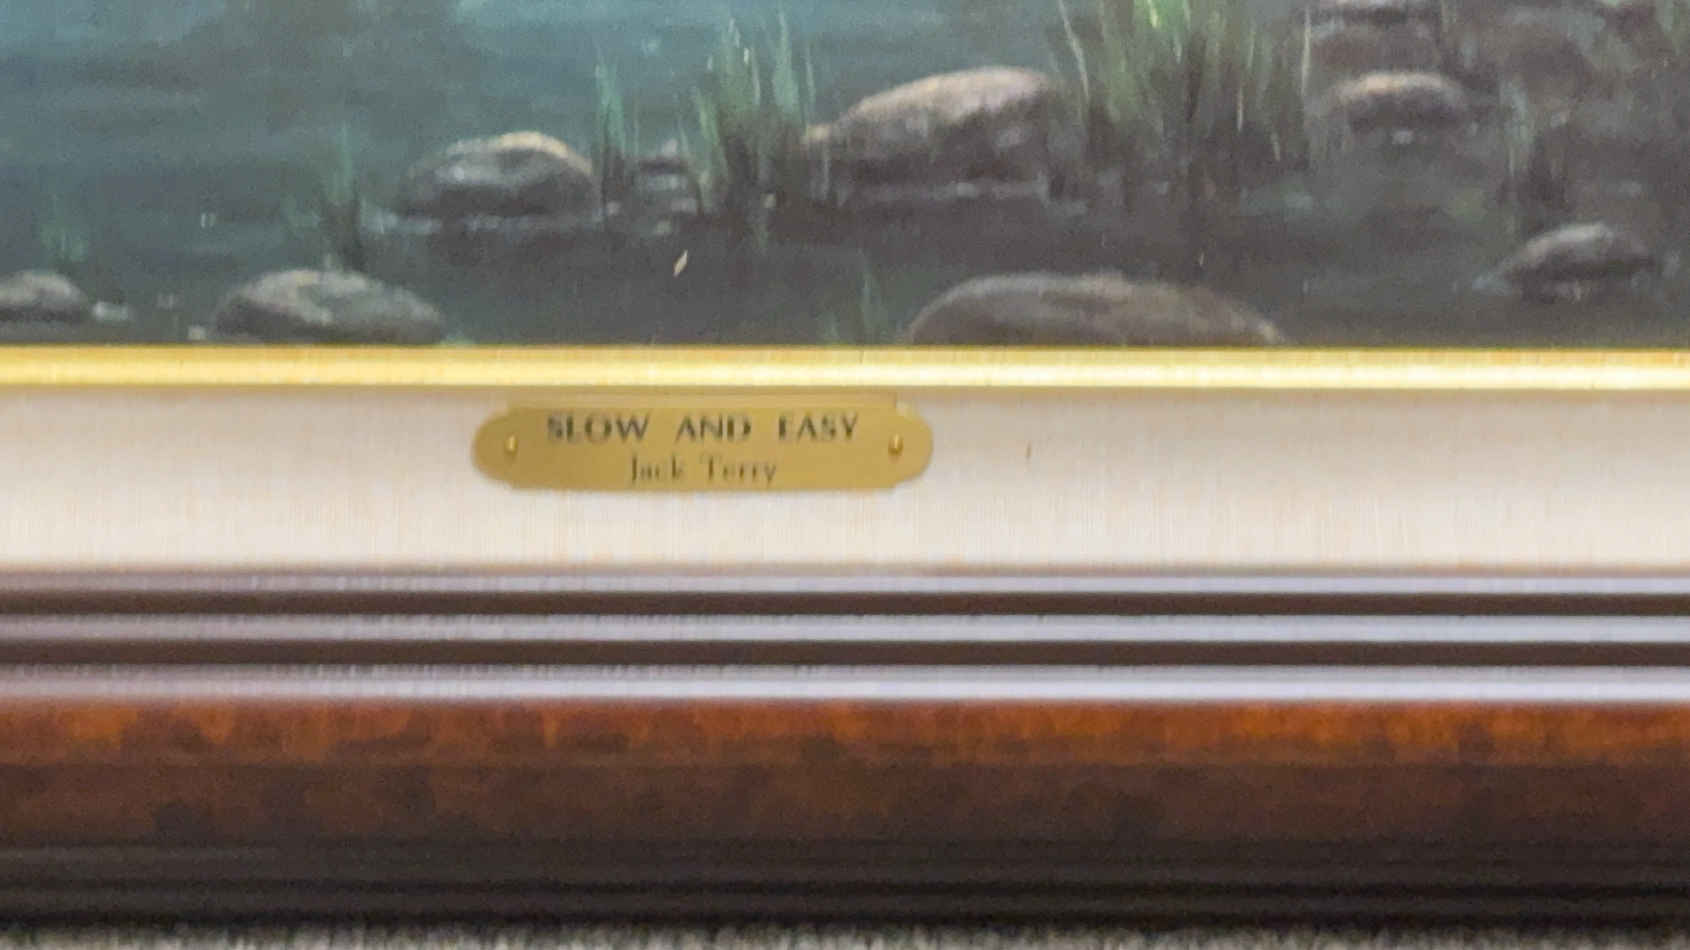 SLOW AND EASY
Jack Terry